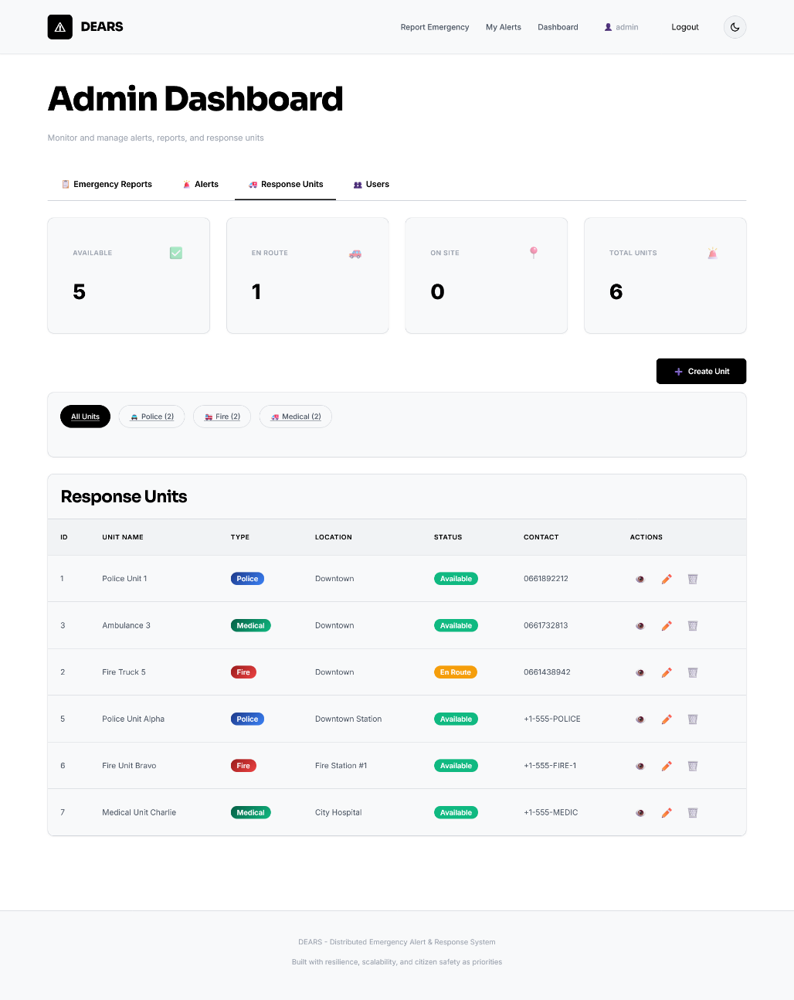 DEARS
Report Emergency My Alerts Dashboard admin Logout
Admin Dashboard
Monitor and manage alerts, reports, and response units
Emergency Reports Alerts Response Units Users
AVAILABLE EN ROUTE ON SITE TOTAL UNITS
5 1 0 6
Create Unit
All Units Police (2) Fire (2) Medical (2)
Response Units
ID UNIT NAME TYPE LOCATION STATUS CONTACT ACTIONS
1 Police Unit 1 Police Downtown Available 0661892212
3 Ambulance 3 Medical Downtown Available 0661732813
2 Fire Truck 5 Fire Downtown En Route 0661438942
5 Police Unit Alpha Police Downtown Station Available +1-555-POLICE
6 Fire Unit Bravo Fire Fire Station #1 Available +1-555-FIRE-1
7 Medical Unit Charlie Medical City Hospital Available +1-555-MEDIC
DEARS - Distributed Emergency Alert & Response System
Built with resilience, scalability, and citizen safety as priorities